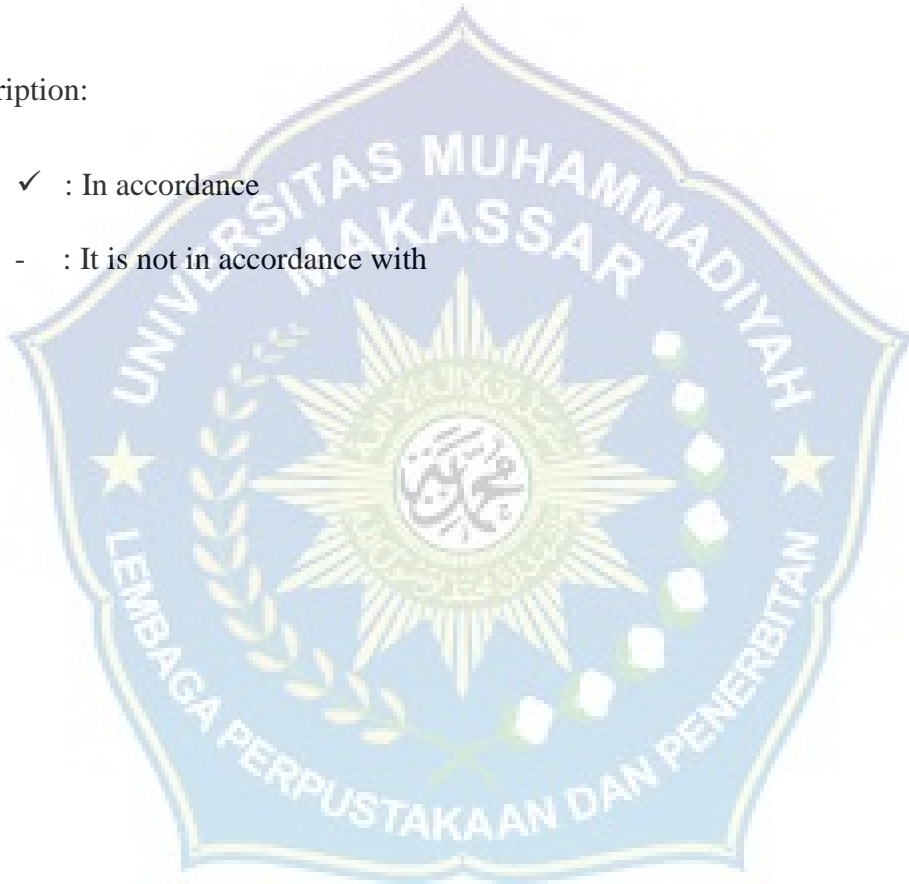 ription:
✓ : In accordance
- : It is not in accordance with
UNIVERSITAS MUHAMMADIYAH
MAKASSAR
LEMBAGA PERPUSTAKAAN DAN PENERBITAN